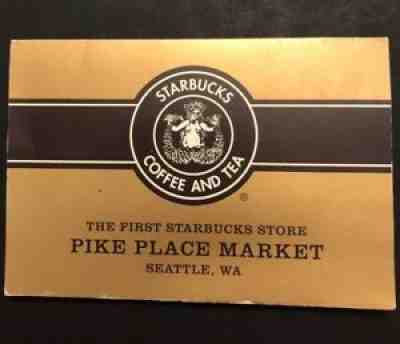 STARBUCKS
COFFEE AND TEA
®
THE FIRST STARBUCKS STORE
PIKE PLACE MARKET
SEATTLE, WA